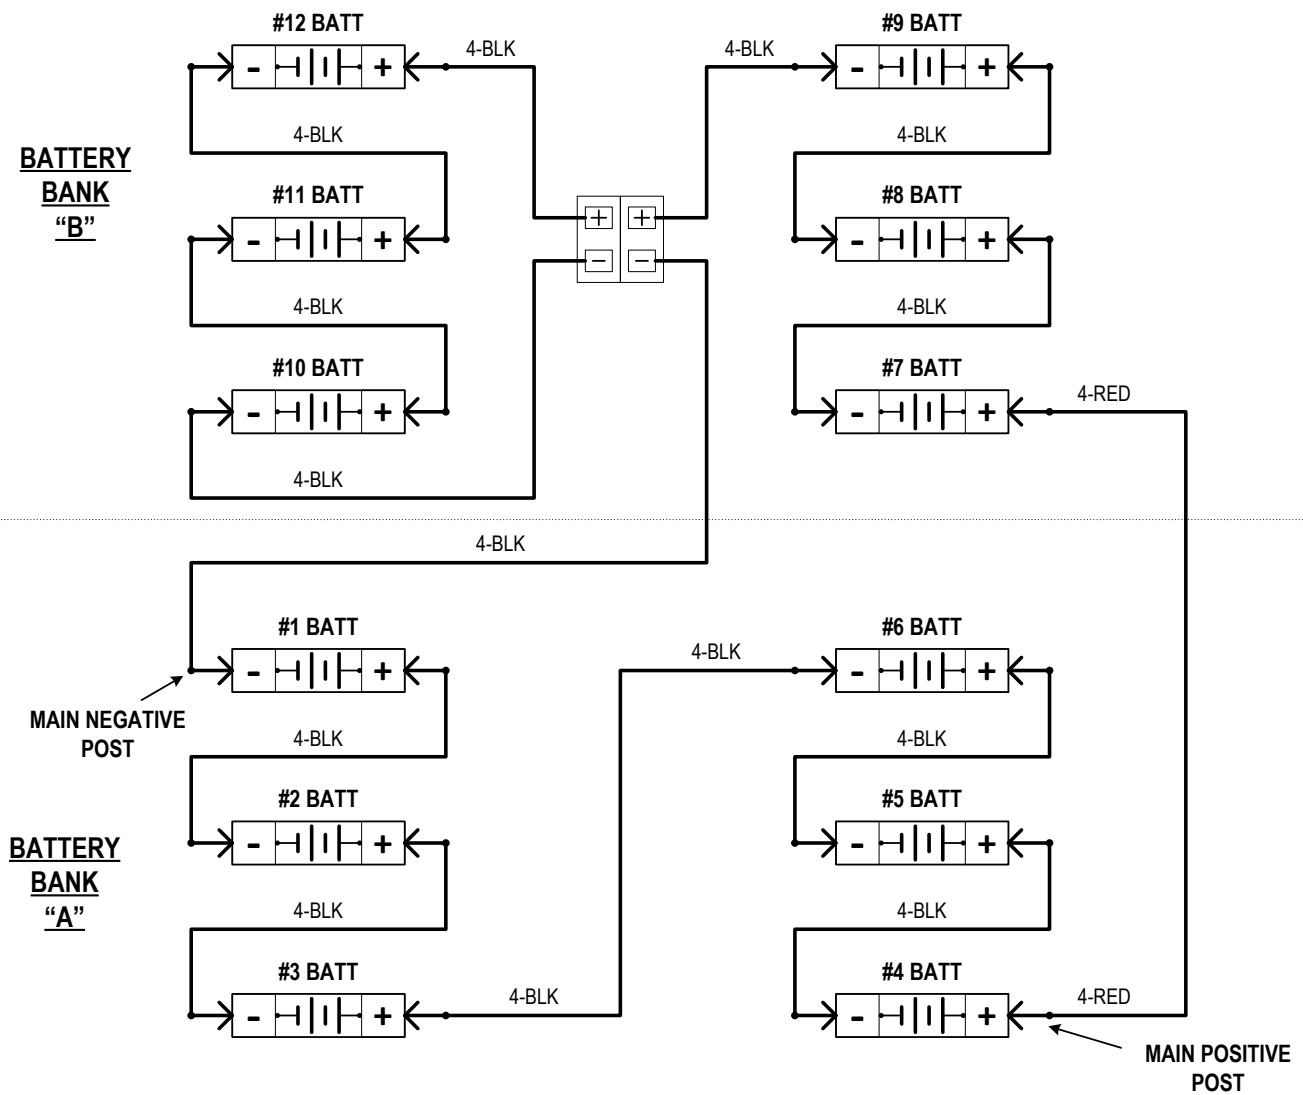 #12 BATT
4-BLK
4-BLK
#9 BATT
- +
- +
4-BLK
4-BLK
BATTERY
BANK
“B”
#11 BATT
#8 BATT
- +
+ +
- +
- -
4-BLK
4-BLK
#10 BATT
#7 BATT
- +
- +
4-RED
4-BLK
4-BLK
#1 BATT
#6 BATT
4-BLK
- +
- +
MAIN NEGATIVE
POST
4-BLK
4-BLK
#2 BATT
#5 BATT
- +
- +
BATTERY
BANK
“A”
4-BLK
4-BLK
#3 BATT
#4 BATT
4-BLK
4-RED
- +
- +
MAIN POSITIVE
POST